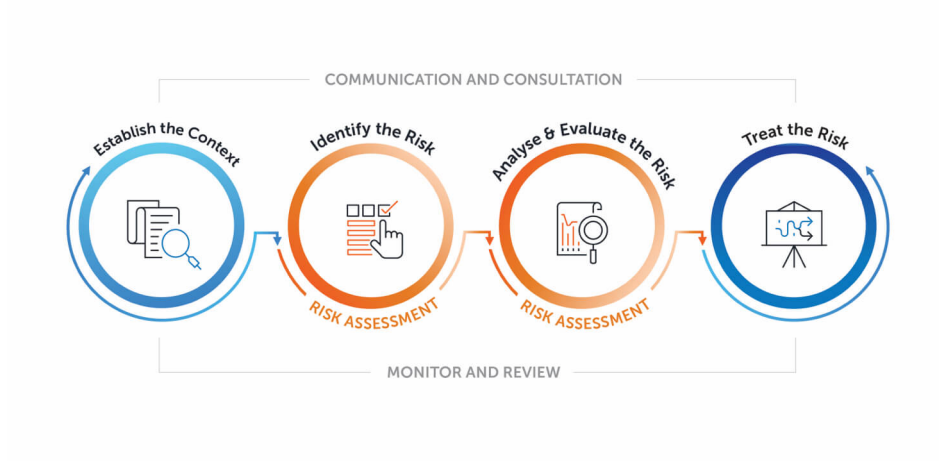 COMMUNICATION AND CONSULTATION
Establish the Context
Identify the Risk
Analyse & Evaluate the Risk
Treat the Risk
RISK ASSESSMENT
RISK ASSESSMENT
MONITOR AND REVIEW